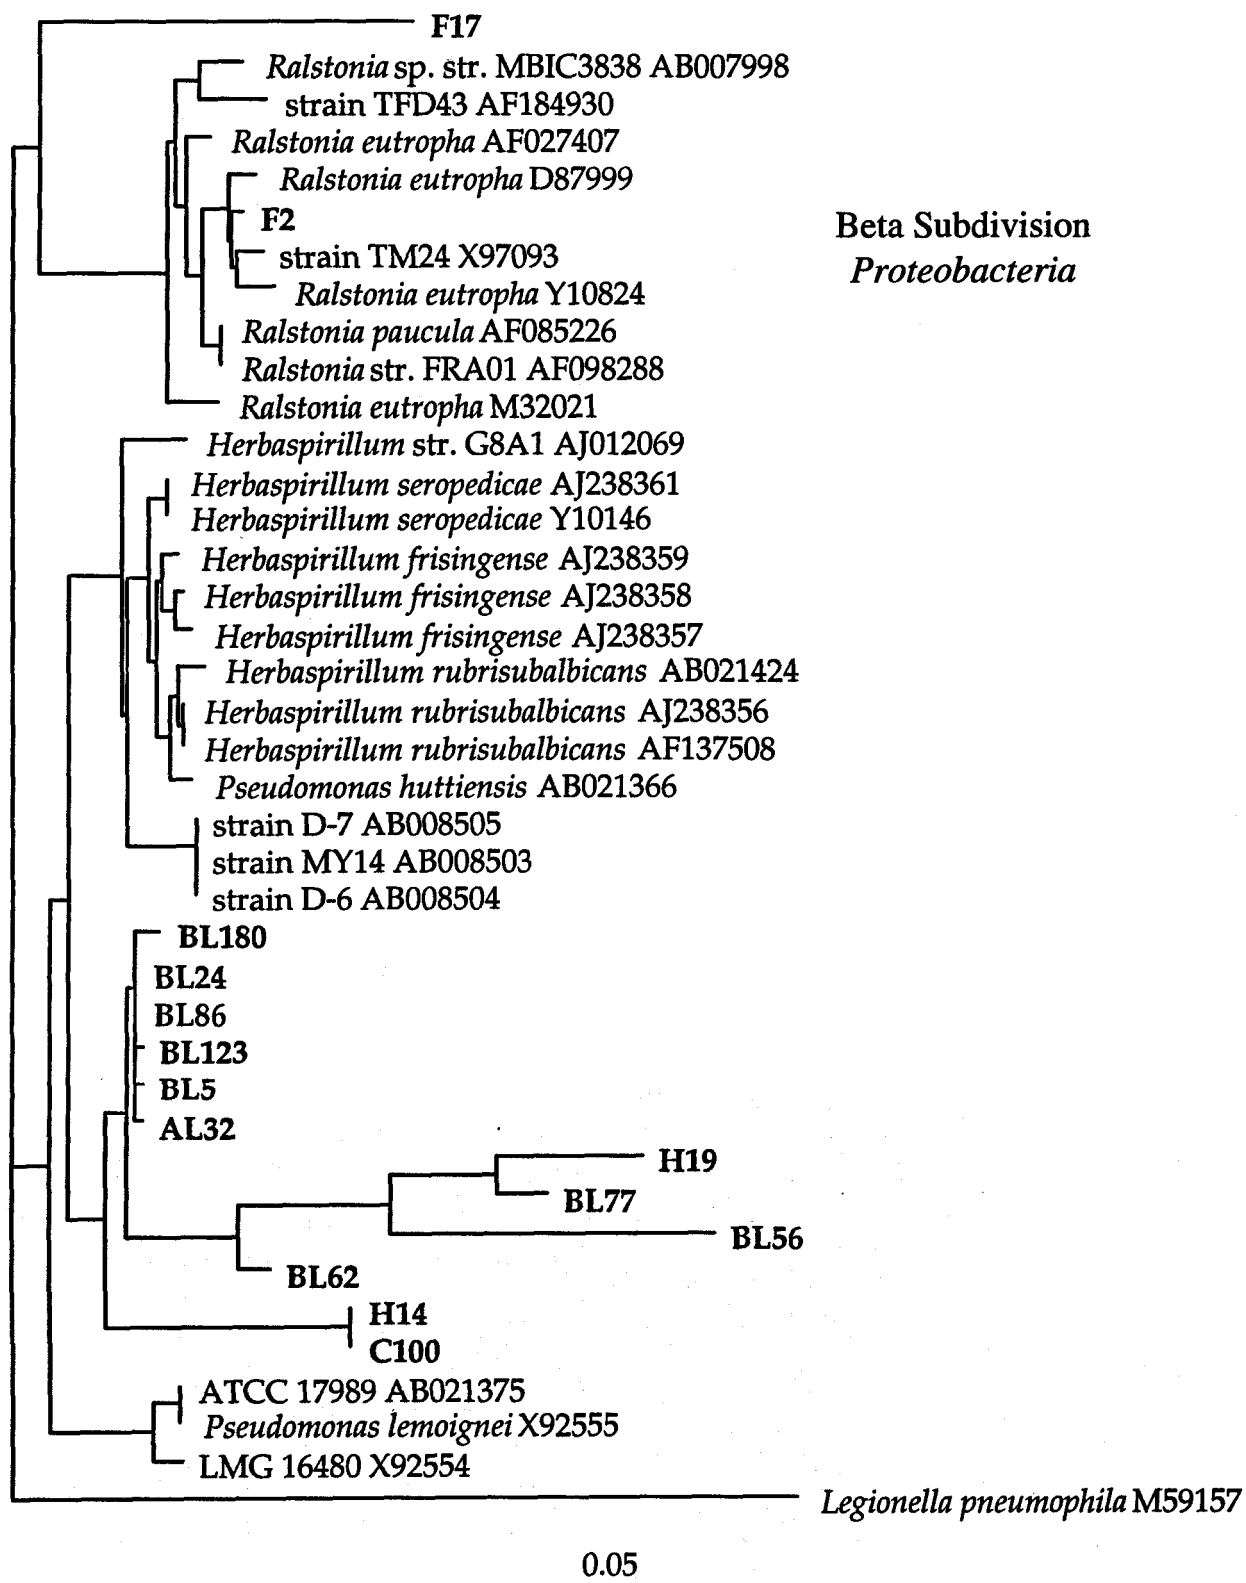 F17
Ralstonia sp. str. MBIC3838 AB007998
strain TFD43 AF184930
Ralstonia eutropha AF027407
Ralstonia eutropha D87999
F2
strain TM24 X97093
Ralstonia eutropha Y10824
Ralstonia paucula AF085226
Ralstonia str. FRA01 AF098288
Ralstonia eutropha M32021
Beta Subdivision
Proteobacteria
Herbaspirillum str. G8A1 AJ012069
Herbaspirillum seropedicae AJ238361
Herbaspirillum seropedicae Y10146
Herbaspirillum frisingense AJ238359
Herbaspirillum frisingense AJ238358
Herbaspirillum frisingense AJ238357
Herbaspirillum rubrisubalbicans AB021424
Herbaspirillum rubrisubalbicans AJ238356
Herbaspirillum rubrisubalbicans AF137508
Pseudomonas huttiensis AB021366
strain D-7 AB008505
strain MY14 AB008503
strain D-6 AB008504
BL180
BL24
BL86
BL123
BL5
AL32
H19
BL77
BL56
BL62
H14
C100
ATCC 17989 AB021375
Pseudomonas lemoignei X92555
LMG 16480 X92554
Legionella pneumophila M59157
0.05